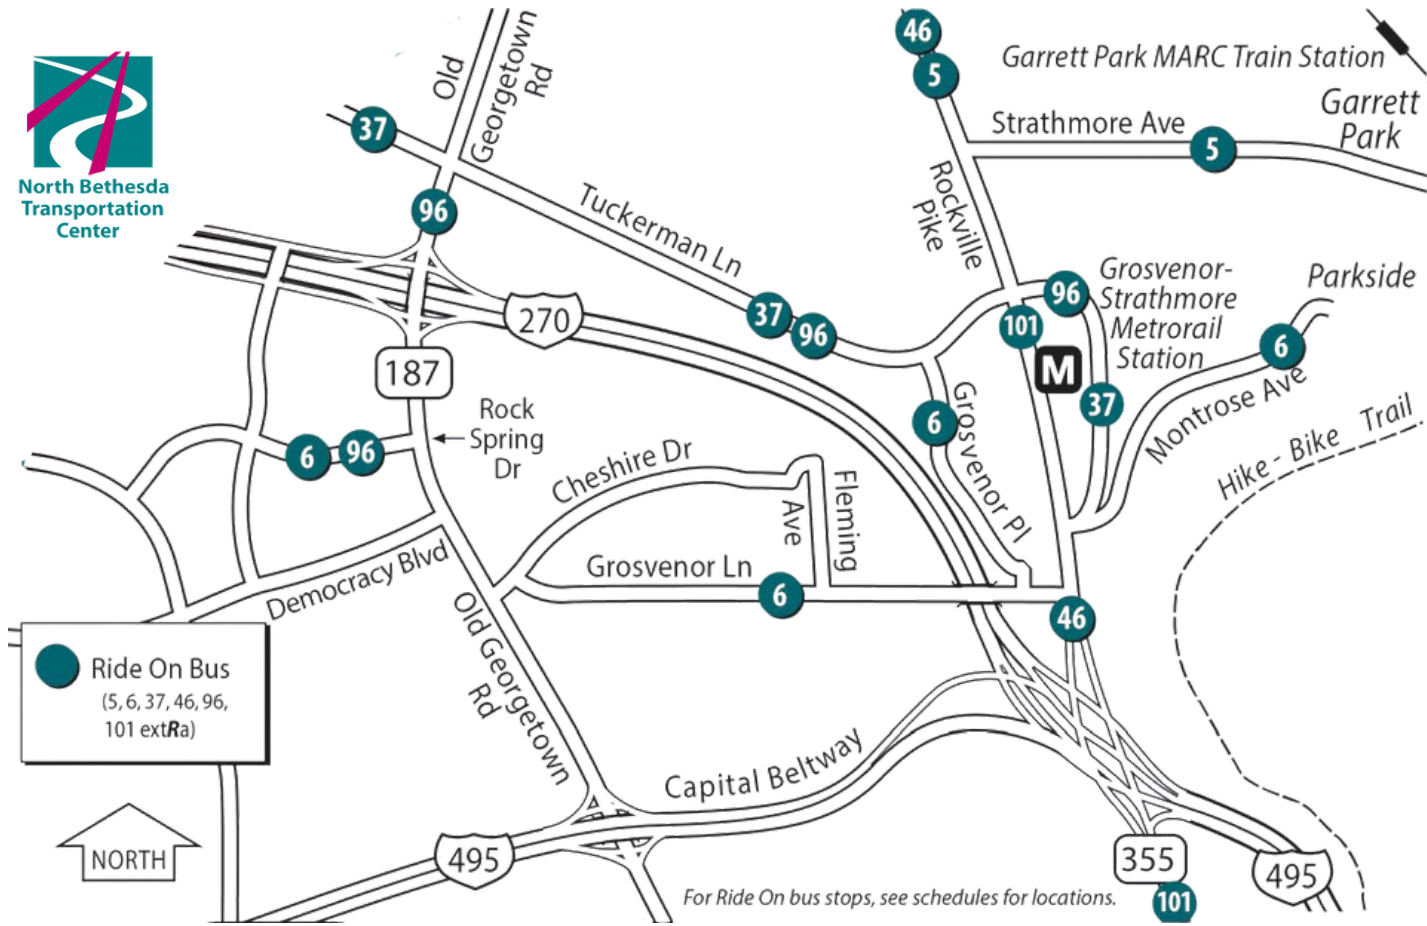 46
5
Garrett Park MARC Train Station
Garrett
Park
Strathmore Ave
5
Old
Georgetown
Rd
37
North Bethesda
Transportation
Center
96
Tuckerman Ln
Rockville
Pike
37
96
96
101
Grosvenor-
Strathmore
Metrorail
Station
M
37
Parkside
6
Montrose Ave
Hike - Bike Trail
270
187
Rock
Spring
Dr
6
96
Cheshire Dr
Fleming
Ave
6
Grosvenor Pl
Grosvenor Ln
6
46
Democracy Blvd
Old Georgetown
Rd
Ride On Bus
(5, 6, 37, 46, 96,
101 extRa)
Capital Beltway
NORTH
495
355
495
101
For Ride On bus stops, see schedules for locations.